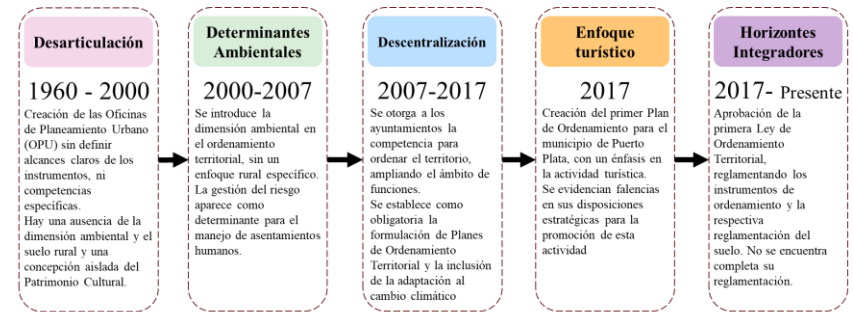 Desarticulación
1960 - 2000
Creación de las Oficinas
de Planeamiento Urbano
(OPU) sin definir
alcances claros de los
instrumentos, ni
competencias
específicas.
Hay una ausencia de la
dimensión ambiental y el
suelo rural y una
concepción aislada del
Patrimonio Cultural.
Determinantes
Ambientales
2000-2007
Se introduce la
dimensión ambiental en
el ordenamiento
territorial, sin un
enfoque rural específico.
La gestión del riesgo
aparece como
determinante para el
manejo de asentamientos
humanos.
Descentralización
2007-2017
Se otorga a los
ayuntamientos la
competencia para
ordenar el territorio,
ampliando el ámbito de
funciones.
Se establece como
obligatoria la
formulación de Planes
de Ordenamiento
Territorial y la inclusión
de la adaptación al
cambio climático
Enfoque
turístico
2017
Creación del primer Plan
de Ordenamiento para el
municipio de Puerto
Plata, con un énfasis en
la actividad turística.
Se evidencian falencias
en sus disposiciones
estratégicas para la
promoción de esta
actividad
Horizontes
Integradores
2017- Presente
Aprobación de la
primera Ley de
Ordenamiento
Territorial,
reglamentando los
instrumentos de
ordenamiento y la
respectiva
reglamentación del
suelo. No se encuentra
completa su
reglamentación.